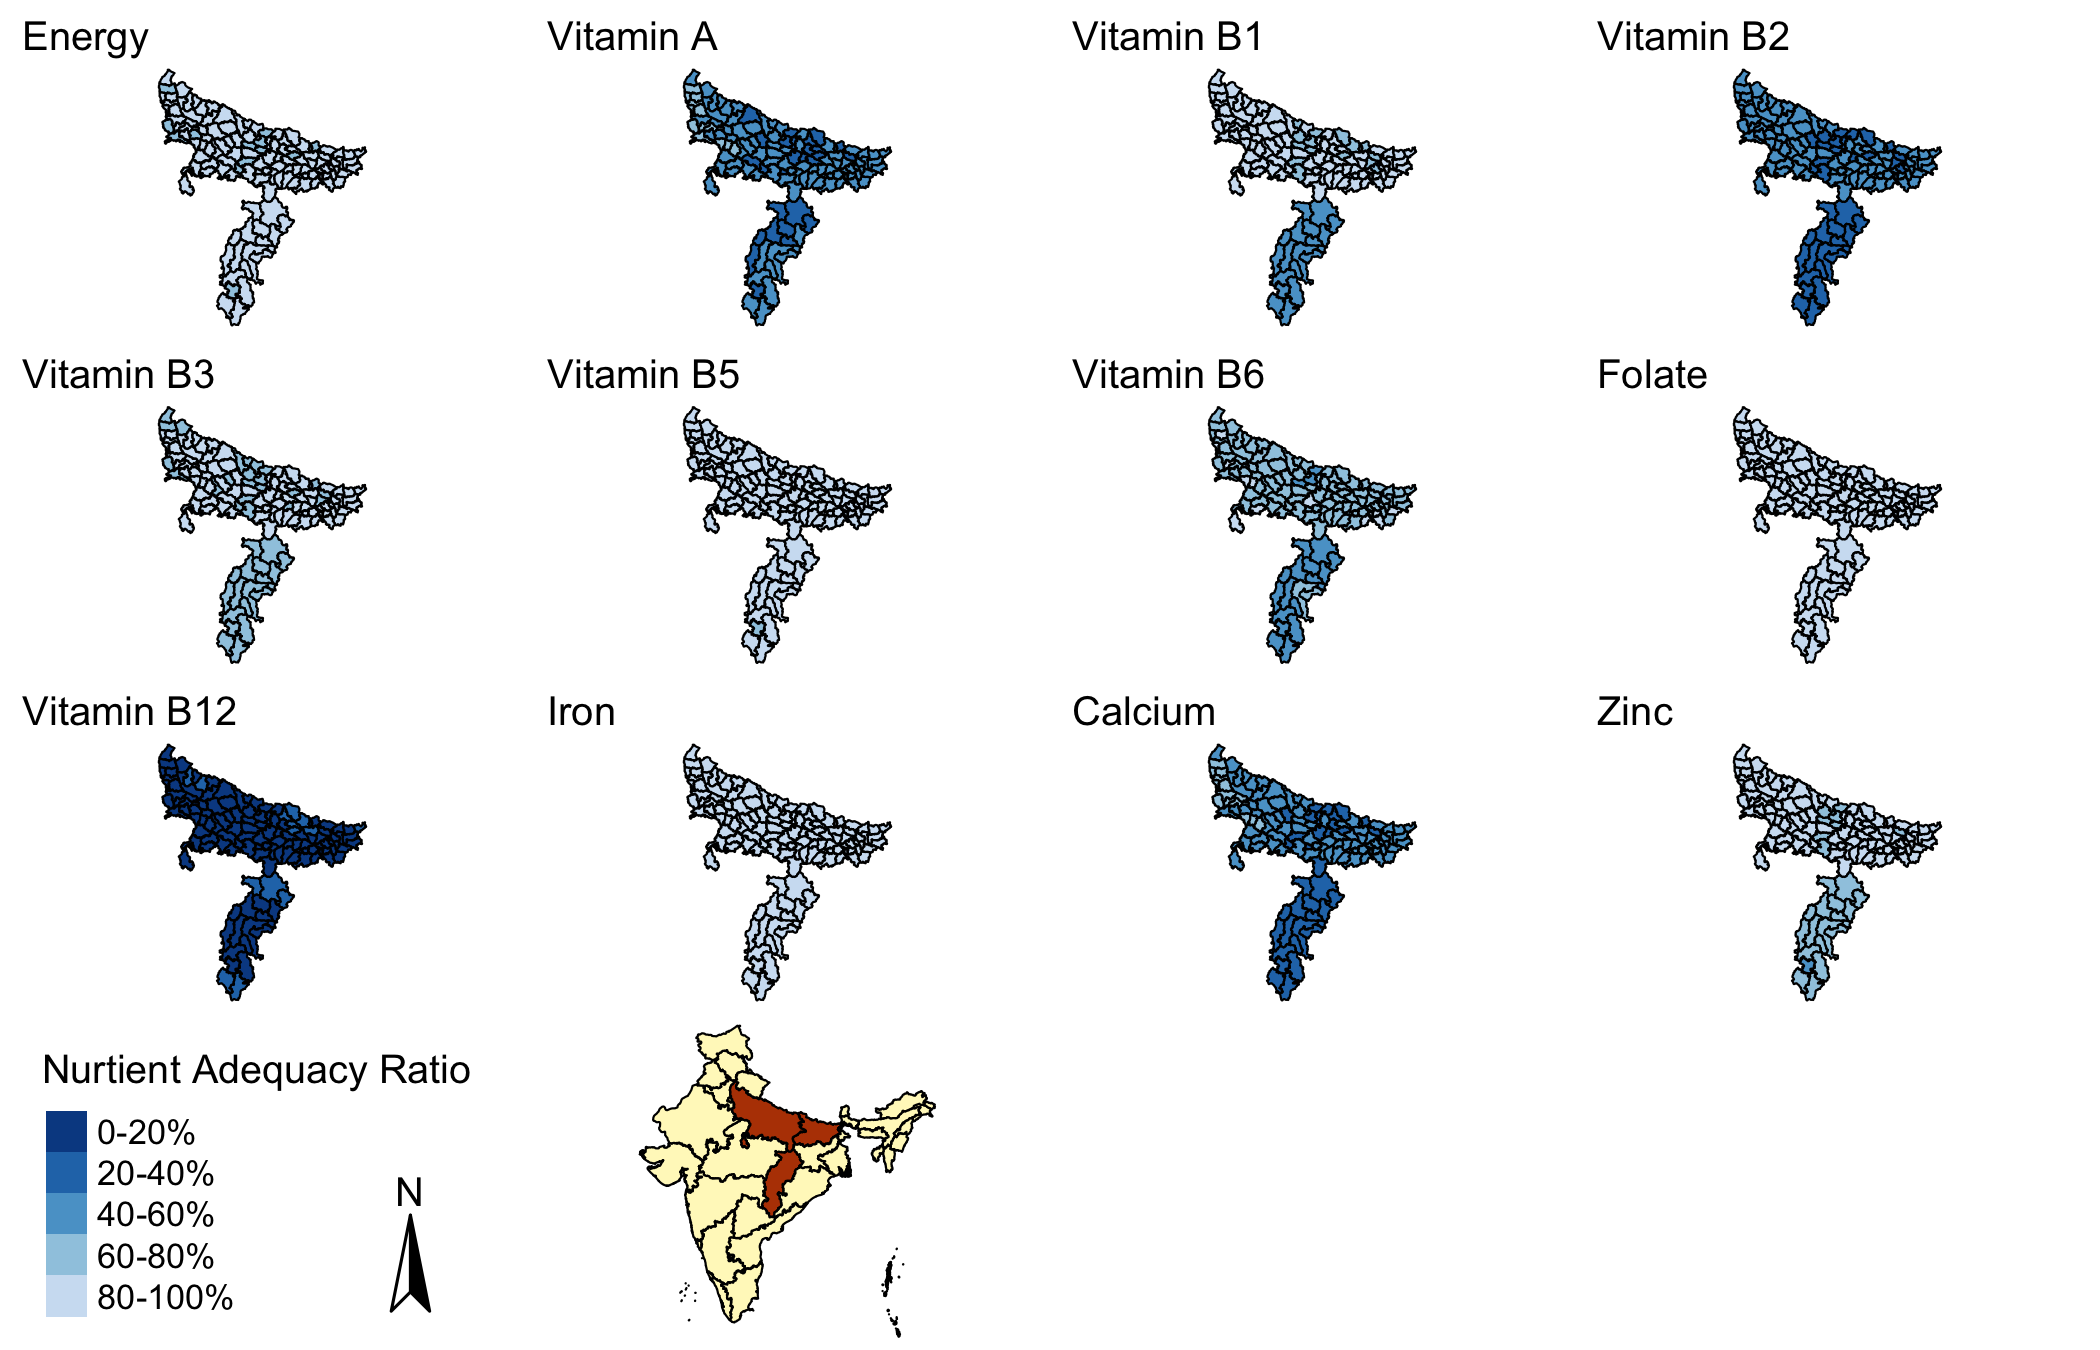 Energy
Vitamin A
Vitamin B1
Vitamin B2
Vitamin B3
Vitamin B5
Vitamin B6
Folate
Vitamin B12
Iron
Calcium
Zinc
Nurtient Adequacy Ratio
0-20%
20-40%
40-60%
60-80%
80-100%
N